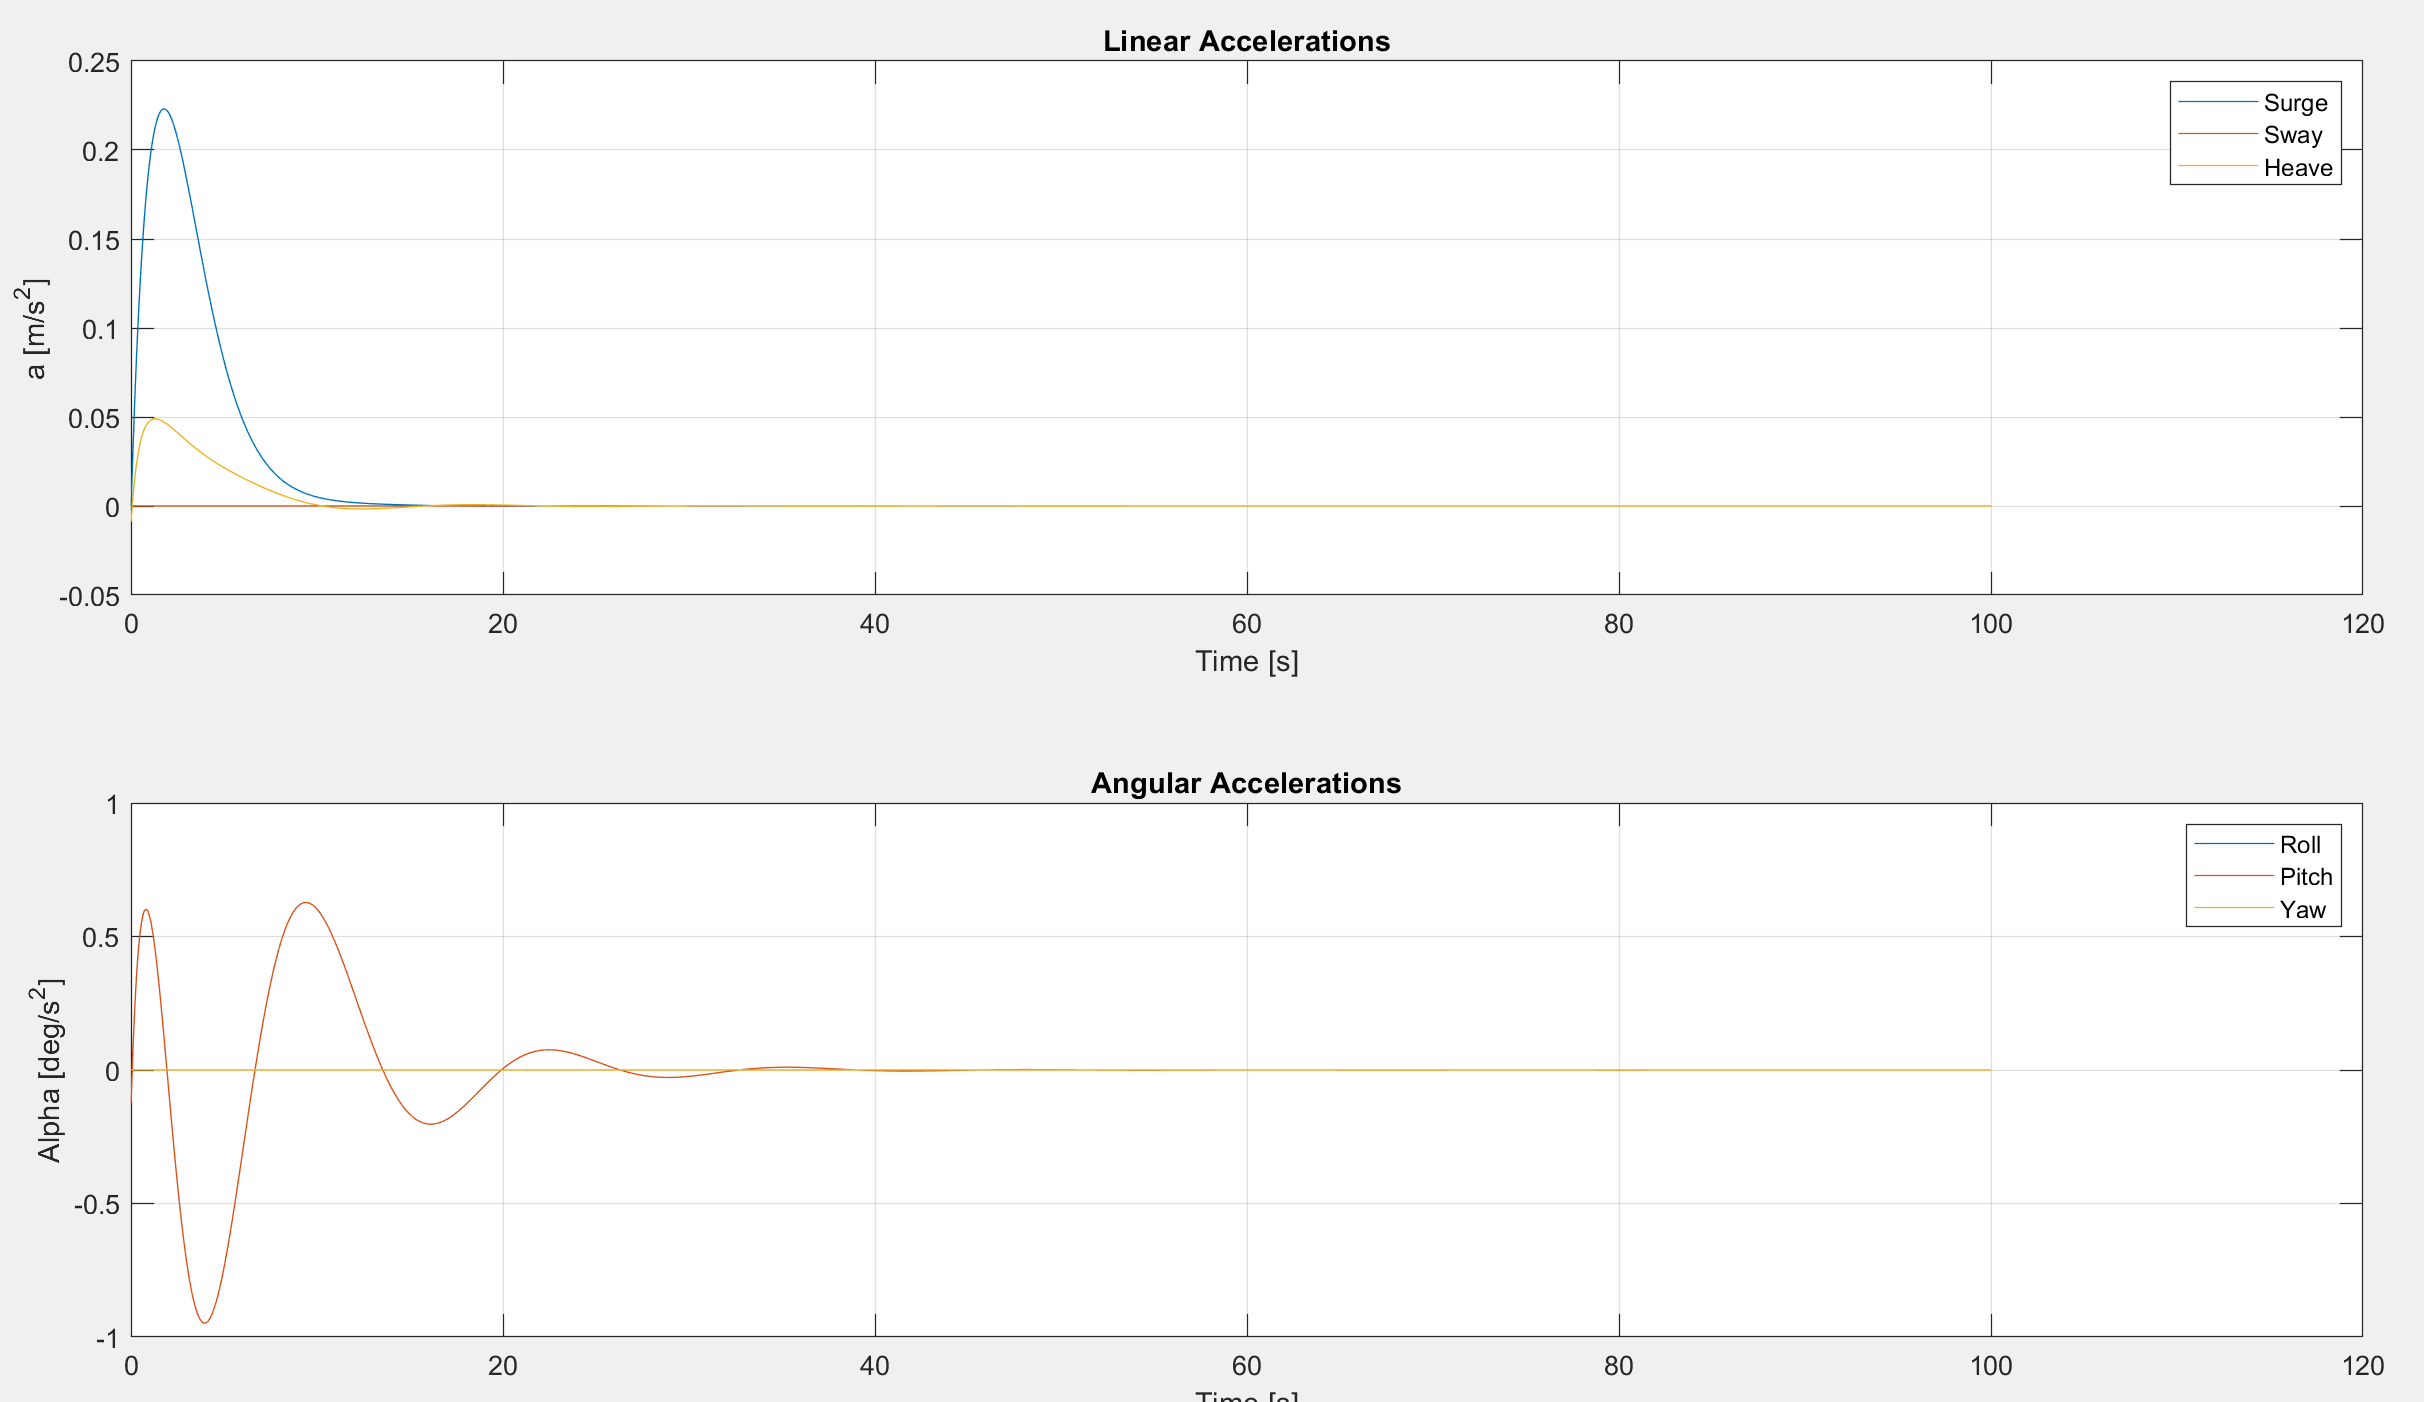 Linear Accelerations
0.25
0.2
0.15
0.1
0.05
0
-0.05
a [m/s²]
Surge
Sway
Heave
0 20 40 60 80 100 120
Time [s]
Angular Accelerations
1
0.5
0
-0.5
-1
Alpha [deg/s²]
Roll
Pitch
Yaw
0 20 40 60 80 100 120
Time [s]